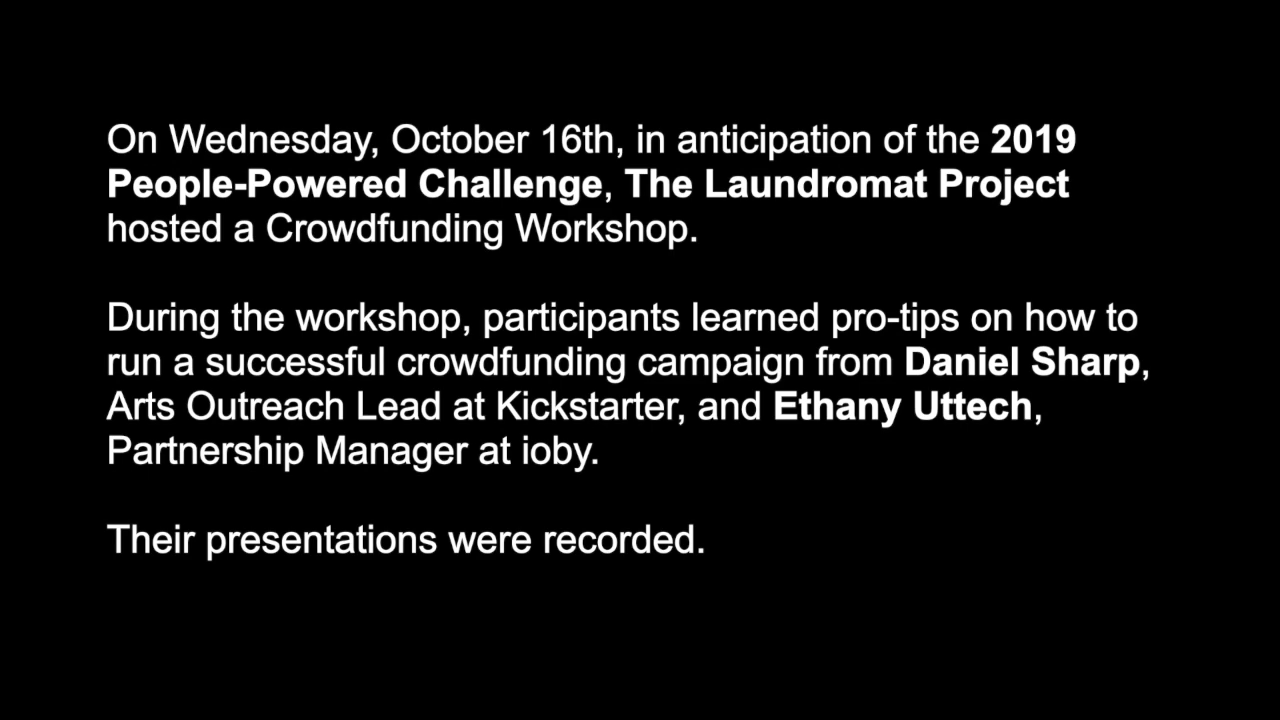 On Wednesday, October 16th, in anticipation of the 2019
People-Powered Challenge, The Laundromat Project
hosted a Crowdfunding Workshop.
During the workshop, participants learned pro-tips on how to
run a successful crowdfunding campaign from Daniel Sharp,
Arts Outreach Lead at Kickstarter, and Ethany Uttech,
Partnership Manager at ioby.
Their presentations were recorded.